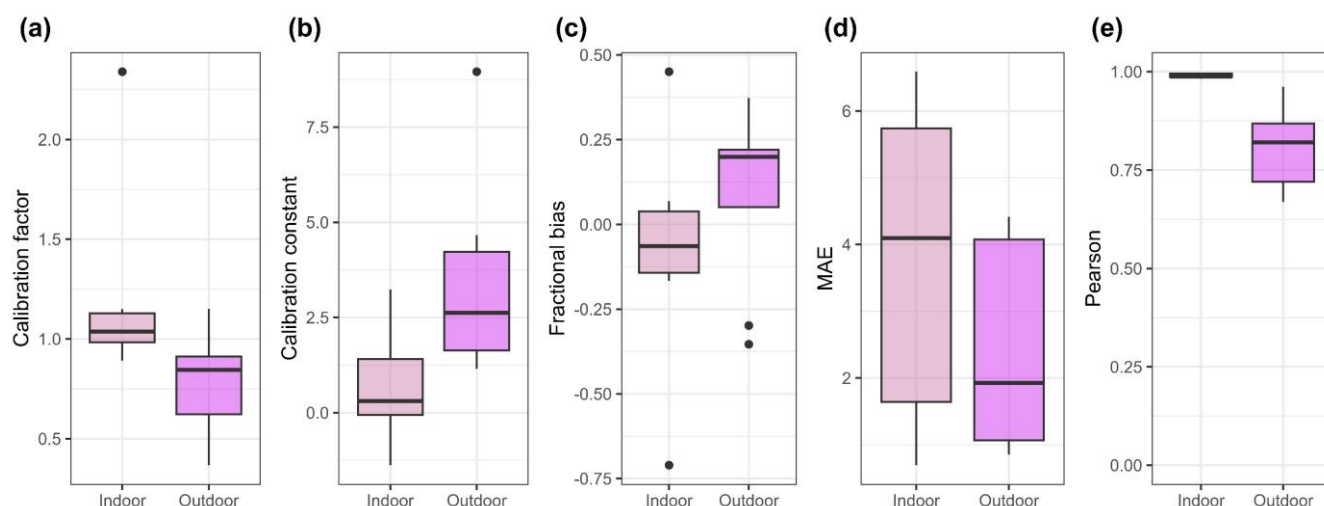 (a)
Calibration factor
2.0
1.5
1.0
0.5
Indoor Outdoor
(b)
Calibration constant
7.5
5.0
2.5
0.0
Indoor Outdoor
(c)
Fractional bias
0.50
0.25
0.00
-0.25
-0.50
-0.75
Indoor Outdoor
(d)
MAE
6
4
2
Indoor Outdoor
(e)
Pearson
1.00
0.75
0.50
0.25
0.00
Indoor Outdoor